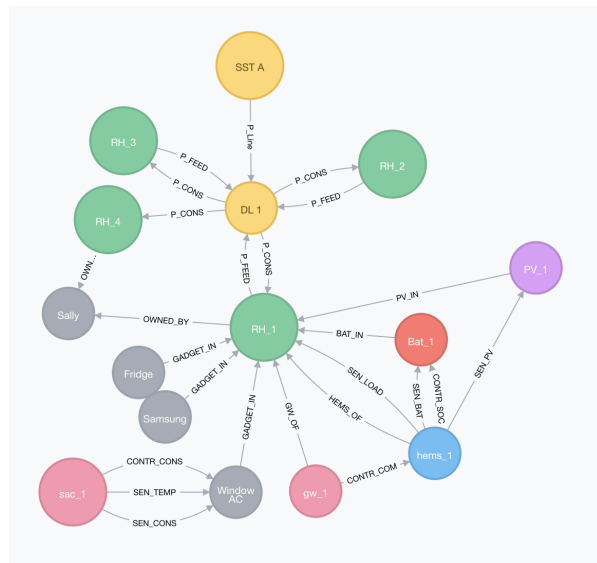 SST A
P_Line
RH_3
P_FEED
P_CONS
P_CONS
RH_2
P_FEED
RH_4
P_CONS
DL 1
OWN...
P_FEED
P_CONS
PV_1
PV_IN
Sally
OWNED_BY
RH_1
BAT_IN
Bat_1
SEN_PV
Fridge
GADGET_IN
SEN_LOAD
CONTR_SOC
SEN_BAT
Samsung
GADGET_IN
GADGET_IN
HEMS_OF
GW_OF
hems_1
CONTR_CONS
CONTR_COM
sac_1
SEN_TEMP
Window
AC
gw_1
SEN_CONS